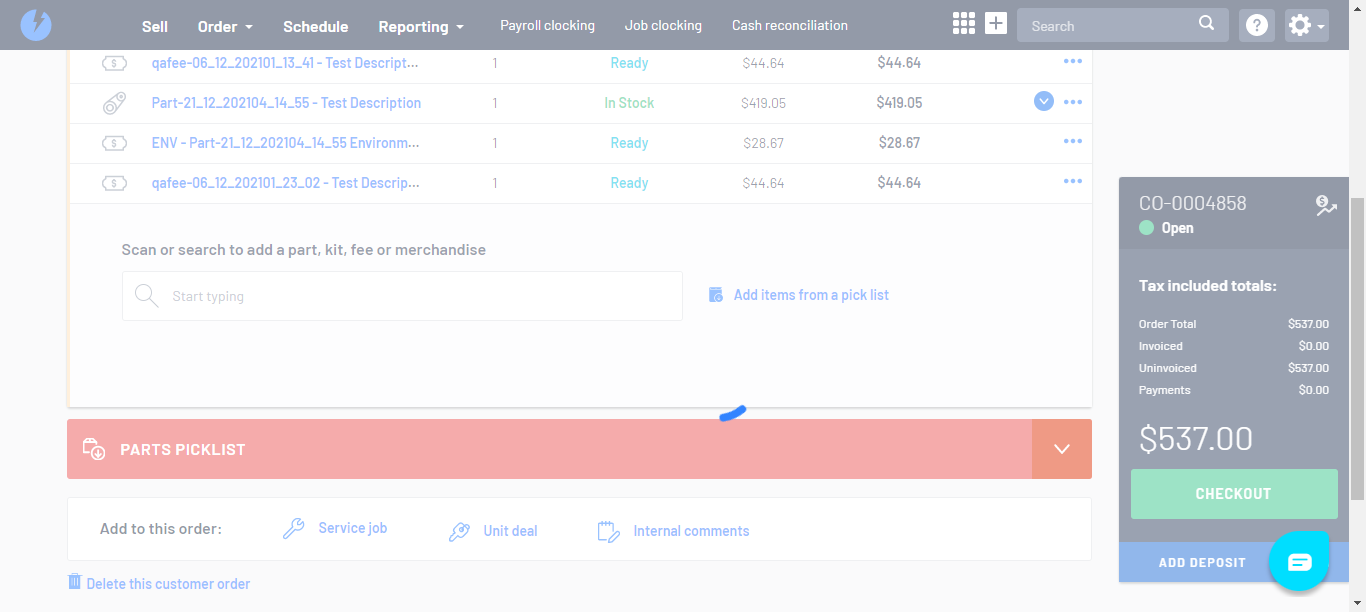 Sell Order Schedule Reporting Payroll clocking Job clocking Cash reconciliation Search
qafee-06_12_202101_13_41 - Test Descript... 1 Ready $44.64 $44.64
Part-21_12_202104_14_55 - Test Description 1 In Stock $419.05 $419.05
ENV - Part-21_12_202104_14_55 Environm... 1 Ready $28.67 $28.67
qafee-06_12_202101_23_02 - Test Descrip... 1 Ready $44.64 $44.64
Scan or search to add a part, kit, fee or merchandise
Start typing
Add items from a pick list
PARTS PICKLIST
Add to this order: Service job Unit deal Internal comments
Delete this customer order
CO-0004858
Open
Tax included totals:
Order Total $537.00
Invoiced $0.00
Uninvoiced $537.00
Payments $0.00
$537.00
CHECKOUT
ADD DEPOSIT